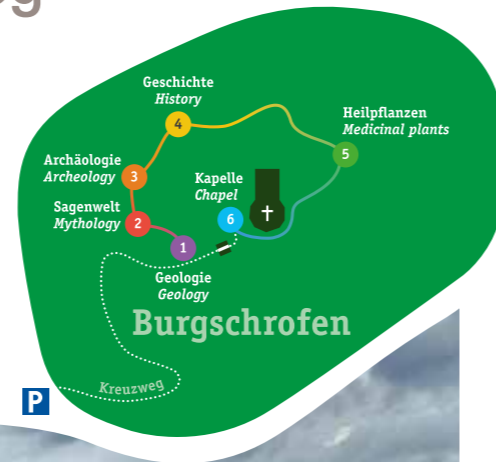 Geschichte
History
4
Heilpflanzen
Medicinal plants
5
Archäologie
Archeology
3
Kapelle
Chapel
6
Sagenwelt
Mythology
2
1
Geologie
Geology
Burgschrofen
Kreuzweg
P